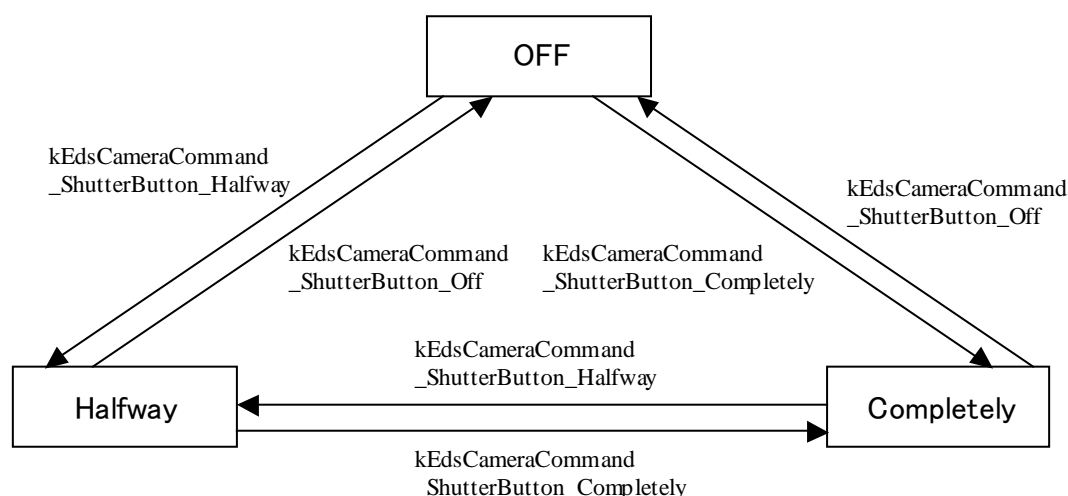 OFF
kEdsCameraCommand
_ShutterButton_Halfway
kEdsCameraCommand
_ShutterButton_Off
kEdsCameraCommand
_ShutterButton_Off
kEdsCameraCommand
_ShutterButton_Completely
kEdsCameraCommand
_ShutterButton_Halfway
Halfway
Completely
kEdsCameraCommand
_ShutterButton_Completely